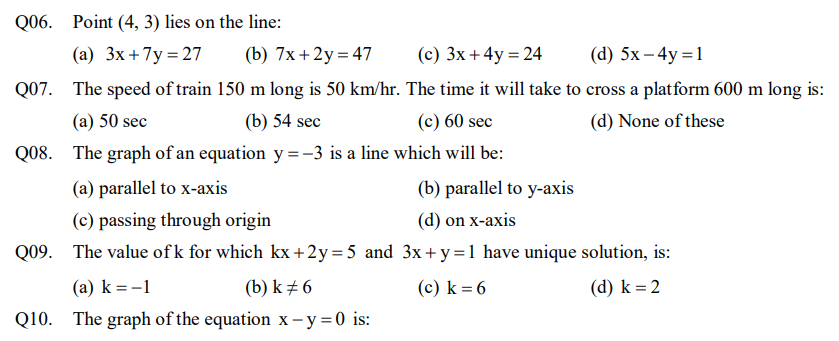 Q06. Point (4, 3) lies on the line:
(a) 3x + 7y = 27 (b) 7x + 2y = 47 (c) 3x + 4y = 24 (d) 5x – 4y = 1
Q07. The speed of train 150 m long is 50 km/hr. The time it will take to cross a platform 600 m long is:
(a) 50 sec (b) 54 sec (c) 60 sec (d) None of these
Q08. The graph of an equation y = –3 is a line which will be:
(a) parallel to x-axis (b) parallel to y-axis
(c) passing through origin (d) on x-axis
Q09. The value of k for which kx + 2y = 5 and 3x + y = 1 have unique solution, is:
(a) k = –1 (b) k ≠ 6 (c) k = 6 (d) k = 2
Q10. The graph of the equation x – y = 0 is: